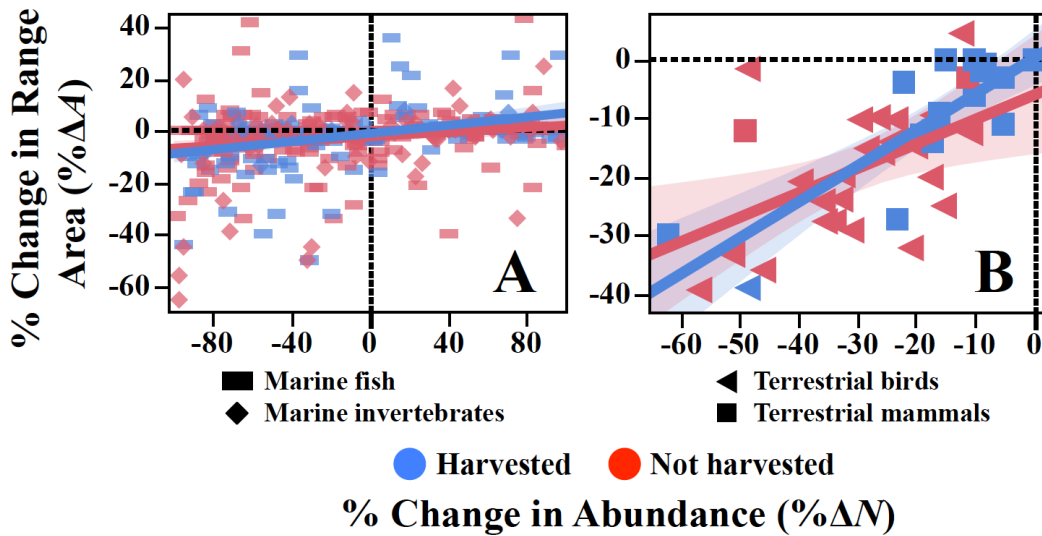 % Change in Range
Area (%ΔA)
40
20
0
-20
-40
-60
A
-80
-40
0
40
80
-0
-10
-20
-30
-40
B
-60
-50
-40
-30
-20
-10
0
Marine fish
Marine invertebrates
Terrestrial birds
Terrestrial mammals
Harvested
Not harvested
% Change in Abundance (%ΔN)